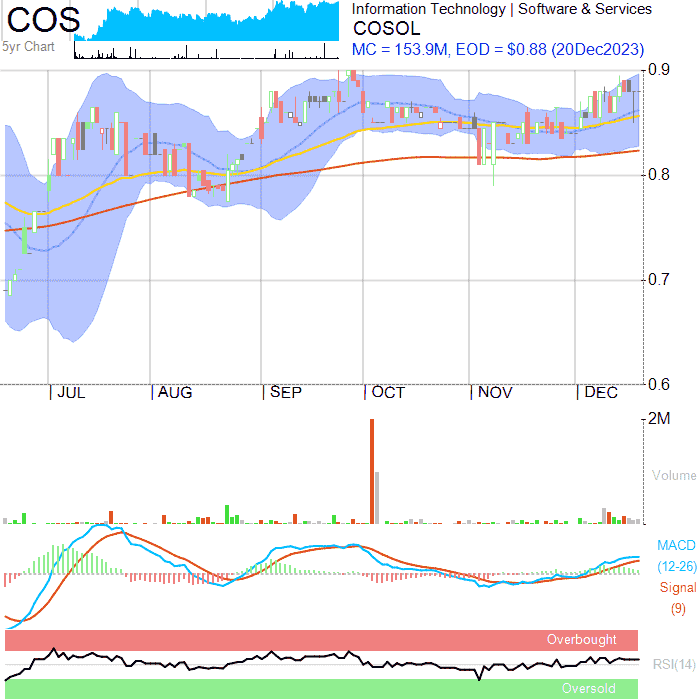 COS
5yr Chart
Information Technology | Software & Services
COSOL
MC = 153.9M, EOD = $0.88 (20Dec2023)
0.9
0.8
0.7
0.6
JUL
AUG
SEP
OCT
NOV
DEC
2M
Volume
MACD
(12-26)
Signal
(9)
Overbought
RSI(14)
Oversold